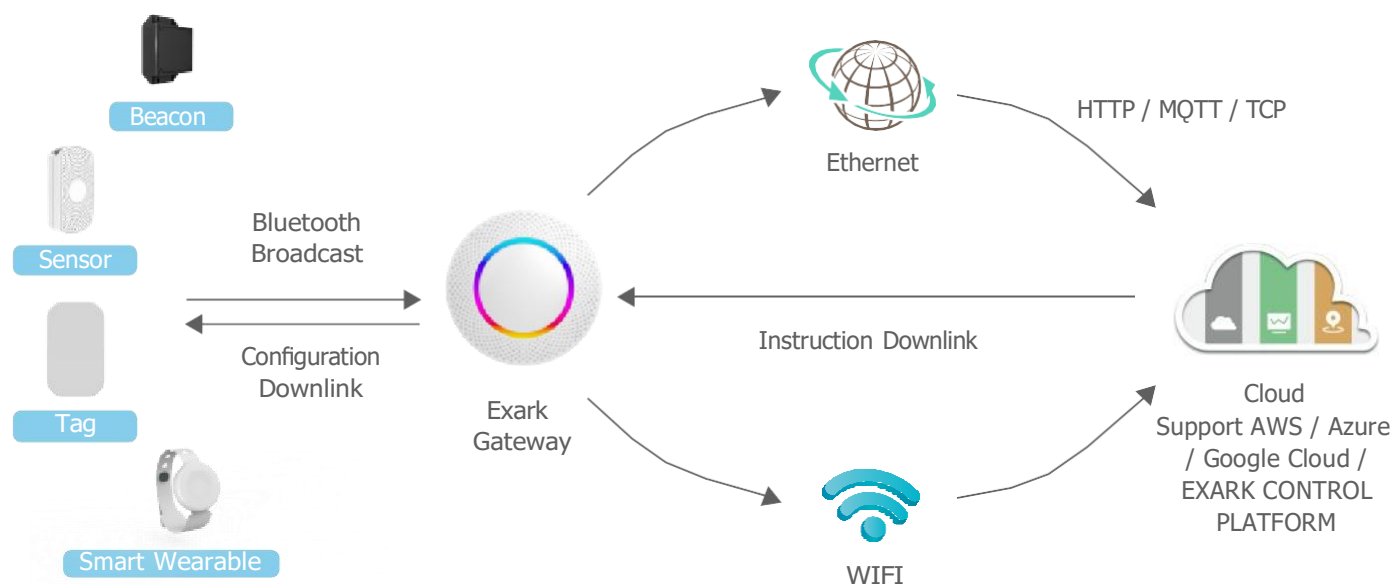 Beacon
Sensor
Tag
Smart Wearable
Bluetooth
Broadcast
Configuration
Downlink
Exark
Gateway
Ethernet
HTTP / MQTT / TCP
Instruction Downlink
WIFI
Cloud
Support AWS / Azure
/ Google Cloud /
EXARK CONTROL
PLATFORM